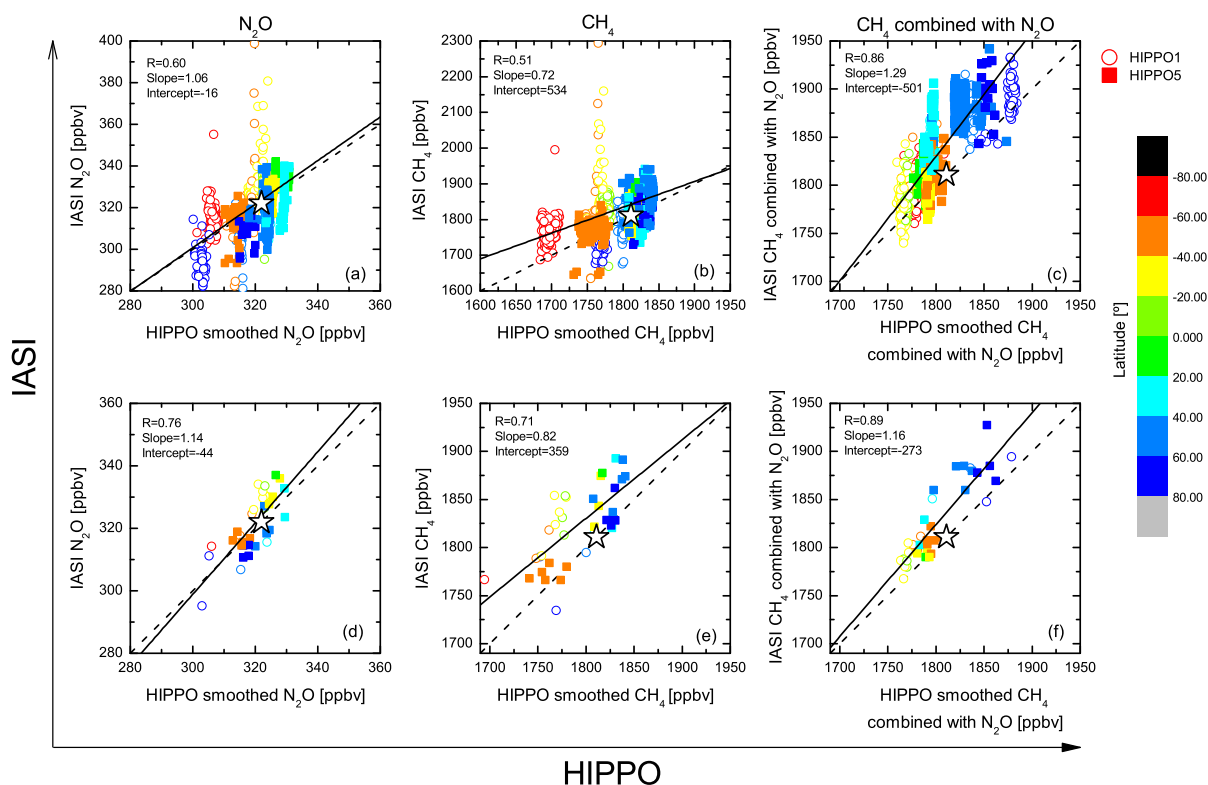 N₂O
CH₄
CH₄ combined with N₂O
HIPPO1
HIPPO5
IASI
HIPPO
R=0.60
Slope=1.06
Intercept=-16
(a)
IASI N₂O [ppbv]
400
380
360
340
320
300
280
280 300 320 340 360
HIPPO smoothed N₂O [ppbv]
R=0.51
Slope=0.72
Intercept=534
(b)
IASI CH₄ [ppbv]
2300
2200
2100
2000
1900
1800
1700
1600
1600 1650 1700 1750 1800 1850 1900 1950
HIPPO smoothed CH₄ [ppbv]
R=0.86
Slope=1.29
Intercept=-501
(c)
IASI CH₄ combined with N₂O [ppbv]
1950
1900
1850
1800
1750
1700
1700 1750 1800 1850 1900 1950
HIPPO smoothed CH₄
combined with N₂O [ppbv]
R=0.76
Slope=1.14
Intercept=-44
(d)
IASI N₂O [ppbv]
360
340
320
300
280
280 300 320 340 360
HIPPO smoothed N₂O [ppbv]
R=0.71
Slope=0.82
Intercept=359
(e)
IASI CH₄ [ppbv]
1950
1900
1850
1800
1750
1700
1700 1750 1800 1850 1900 1950
HIPPO smoothed CH₄ [ppbv]
R=0.89
Slope=1.16
Intercept=-273
(f)
IASI CH₄ combined with N₂O [ppbv]
1950
1900
1850
1800
1750
1700
1700 1750 1800 1850 1900 1950
HIPPO smoothed CH₄
combined with N₂O [ppbv]
Latitude [º]
-80.00
-60.00
-40.00
-20.00
0.000
20.00
40.00
60.00
80.00